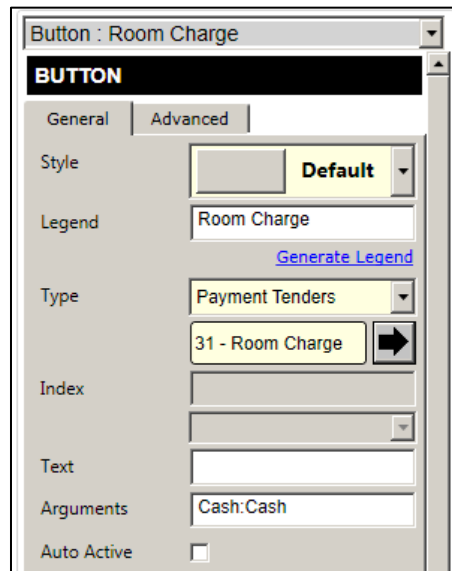 Button : Room Charge
BUTTON
General Advanced
Style Default
Legend Room Charge
Generate Legend
Type Payment Tenders
31 - Room Charge
Index
Text
Arguments Cash:Cash
Auto Active